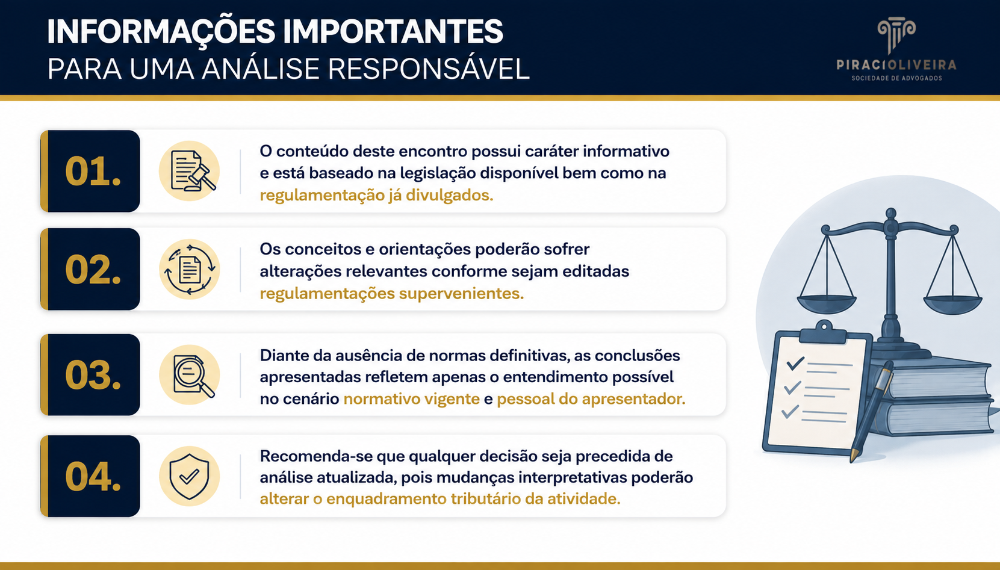 INFORMAÇÕES IMPORTANTES
PARA UMA ANÁLISE RESPONSÁVEL
PIRACIOLIVEIRA
SOCIEDADE DE ADVOGADOS
01.
O conteúdo deste encontro possui caráter informativo
e está baseado na legislação disponível bem como na
regulamentação já divulgados.
02.
Os conceitos e orientações poderão sofrer
alterações relevantes conforme sejam editadas
regulamentações supervenientes.
03.
Diante da ausência de normas definitivas, as conclusões
apresentadas refletem apenas o entendimento possível
no cenário normativo vigente e pessoal do apresentador.
04.
Recomenda-se que qualquer decisão seja precedida de
análise atualizada, pois mudanças interpretativas poderão
alterar o enquadramento tributário da atividade.